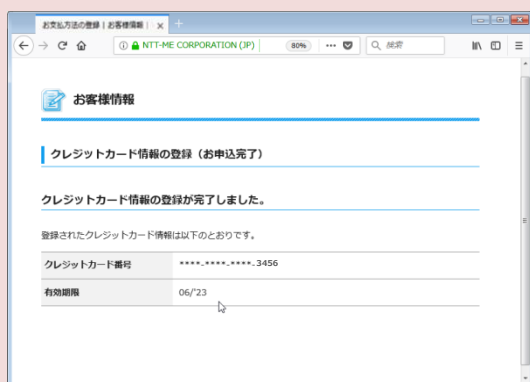 お支払方法の登録 | お客様情報 |
NTT-ME CORPORATION (JP)
80%
検索
お客様情報
クレジットカード情報の登録（お申込完了）
クレジットカード情報の登録が完了しました。
登録されたクレジットカード情報は以下のとおりです。
クレジットカード番号 ****-****-****-3456
有効期限 06/'23